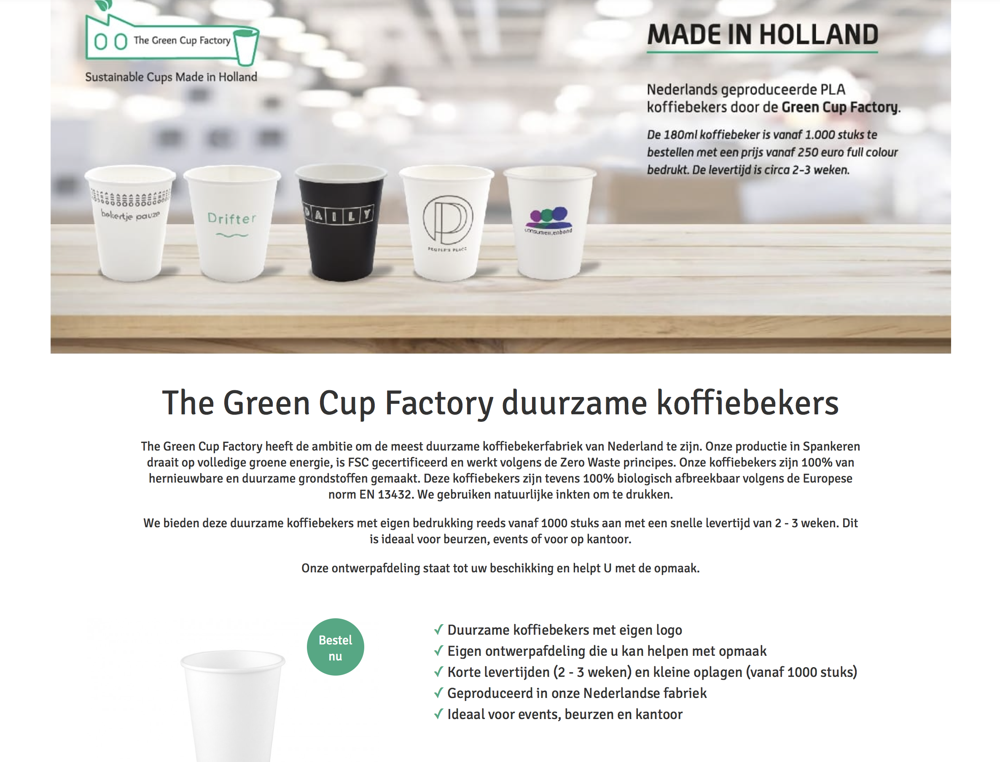 The Green Cup Factory
Sustainable Cups Made in Holland
MADE IN HOLLAND
Nederlands geproduceerde PLA
koffiebekers door de Green Cup Factory.
De 180ml koffiebeker is vanaf 1.000 stuks te
bestellen met een prijs vanaf 250 euro full colour
bedrukt. De levertijd is circa 2-3 weken.
bekertje pauze
Drifter
DAILY
PEOPLE'S PLACE
consumentenbond
The Green Cup Factory duurzame koffiebekers
The Green Cup Factory heeft de ambitie om de meest duurzame koffiebekerfabriek van Nederland te zijn. Onze productie in Spankeren
draait op volledige groene energie, is FSC gecertificeerd en werkt volgens de Zero Waste principes. Onze koffiebekers zijn 100% van
hernieuwbare en duurzame grondstoffen gemaakt. Deze koffiebekers zijn tevens 100% biologisch afbreekbaar volgens de Europese
norm EN 13432. We gebruiken natuurlijke inkten om te drukken.
We bieden deze duurzame koffiebekers met eigen bedrukking reeds vanaf 1000 stuks aan met een snelle levertijd van 2 - 3 weken. Dit
is ideaal voor beurzen, events of voor op kantoor.
Onze ontwerpafdeling staat tot uw beschikking en helpt U met de opmaak.
Bestel
nu
✓ Duurzame koffiebekers met eigen logo
✓ Eigen ontwerpafdeling die u kan helpen met opmaak
✓ Korte levertijden (2 - 3 weken) en kleine oplagen (vanaf 1000 stuks)
✓ Geproduceerd in onze Nederlandse fabriek
✓ Ideaal voor events, beurzen en kantoor